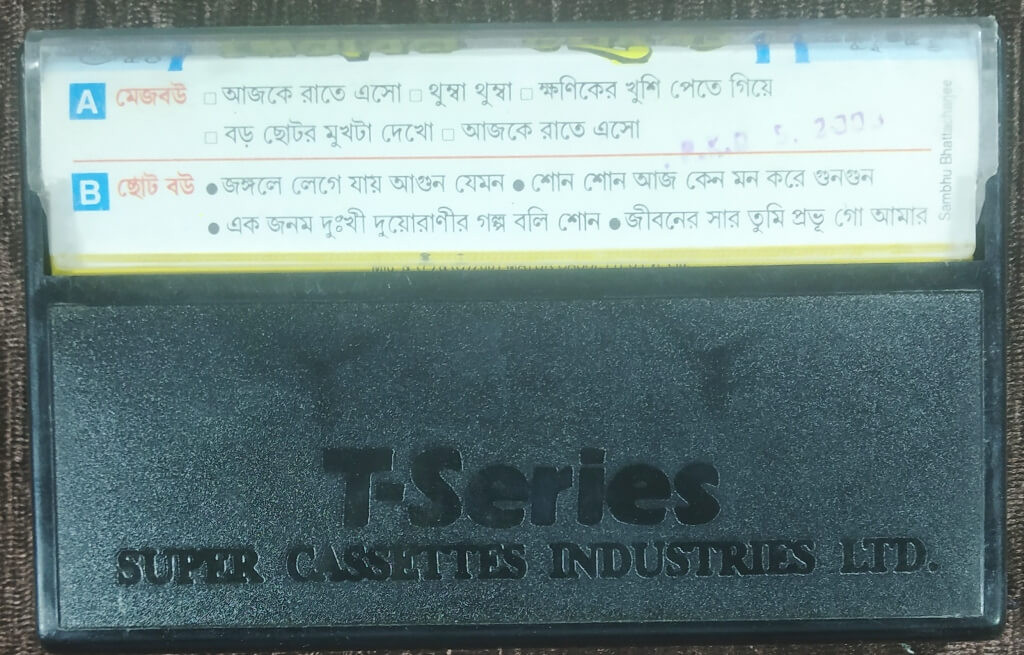 A মেজবউ □ আজকে রাতে এসো □ থুম্বা থুম্বা □ ক্ষণিকের খুশি পেতে গিয়ে
□ বড় ছোটর মুখটা দেখো □ আজকে রাতে এসো
B ছোট বউ ● জঙ্গলে লেগে যায় আগুন যেমন ● শোন শোন আজ কেন মন করে গুনগুন
● এক জনম দুঃখী দুয়োরাণীর গল্প বলি শোন ● জীবনের সার তুমি প্রভূ গো আমার
Sambhu Bhattacharjee
T-Series
SUPER CASSETTES INDUSTRIES LTD.